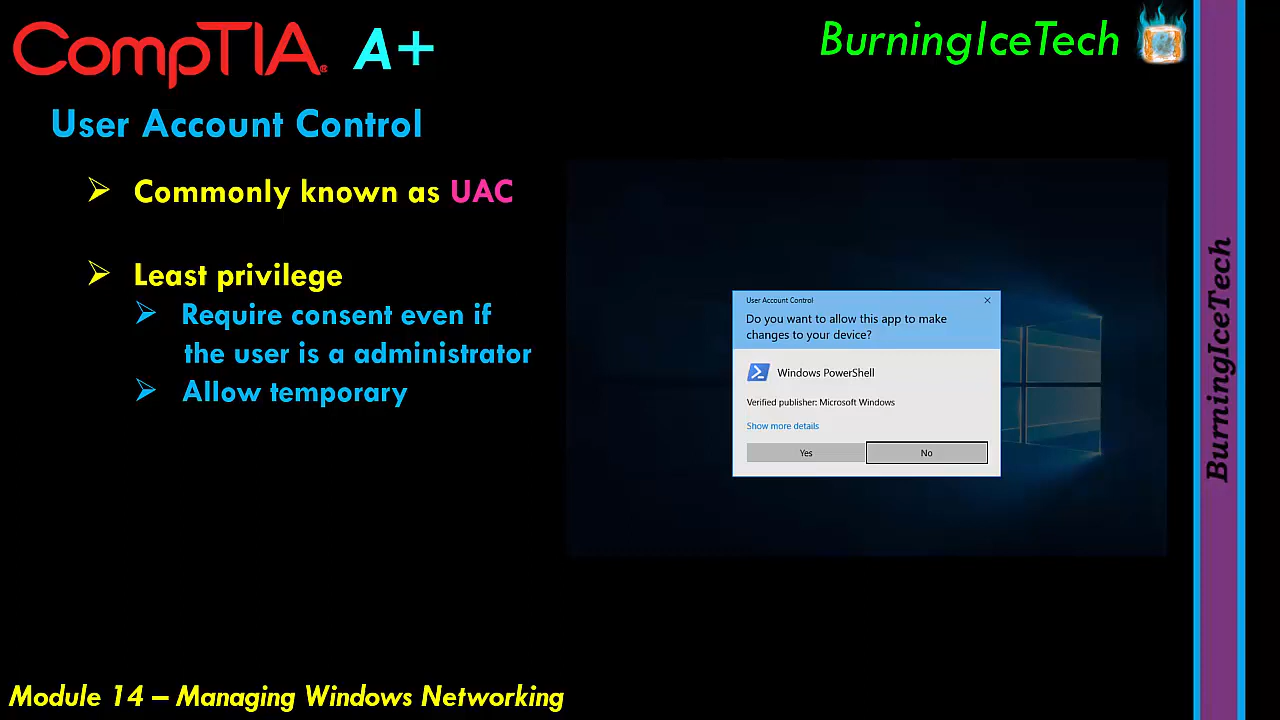 CompTIA® A+
BurningIceTech
User Account Control
Commonly known as UAC
Least privilege
Require consent even if
the user is a administrator
Allow temporary
User Account Control
Do you want to allow this app to make
changes to your device?
Windows PowerShell
Verified publisher: Microsoft Windows
Show more details
Yes
No
BurningIceTech
Module 14 – Managing Windows Networking